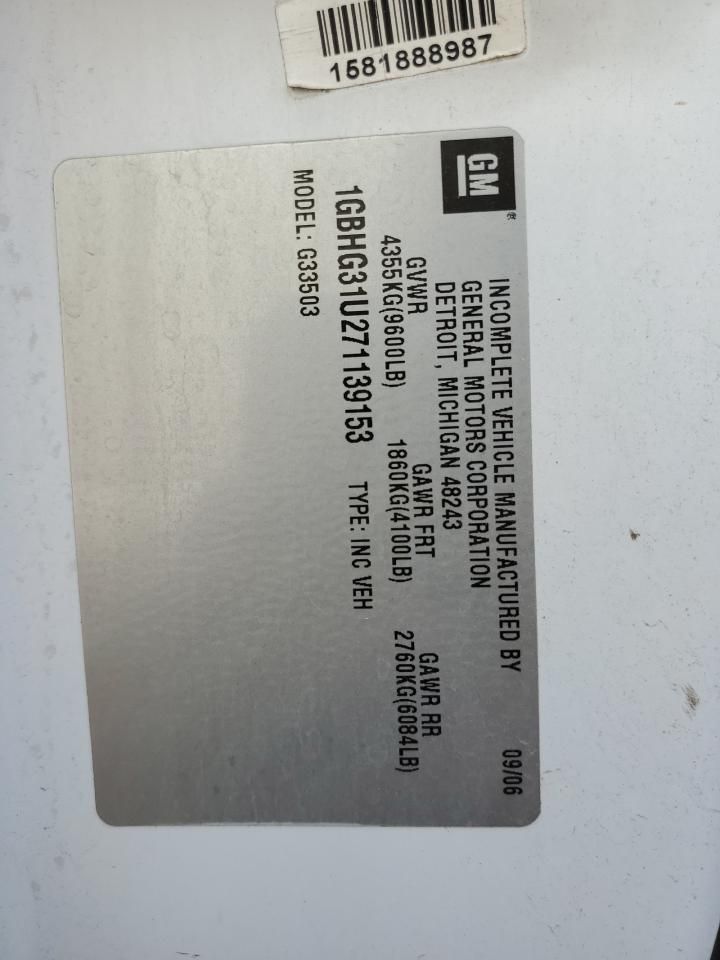 1581888987
GM
®
INCOMPLETE VEHICLE MANUFACTURED BY 09/06
GENERAL MOTORS CORPORATION
DETROIT, MICHIGAN 48243
GVWR GAWR FRT GAWR RR
4355KG(9600LB) 1860KG(4100LB) 2760KG(6084LB)
1GBHG31U271139153 TYPE: INC VEH
MODEL: G33503